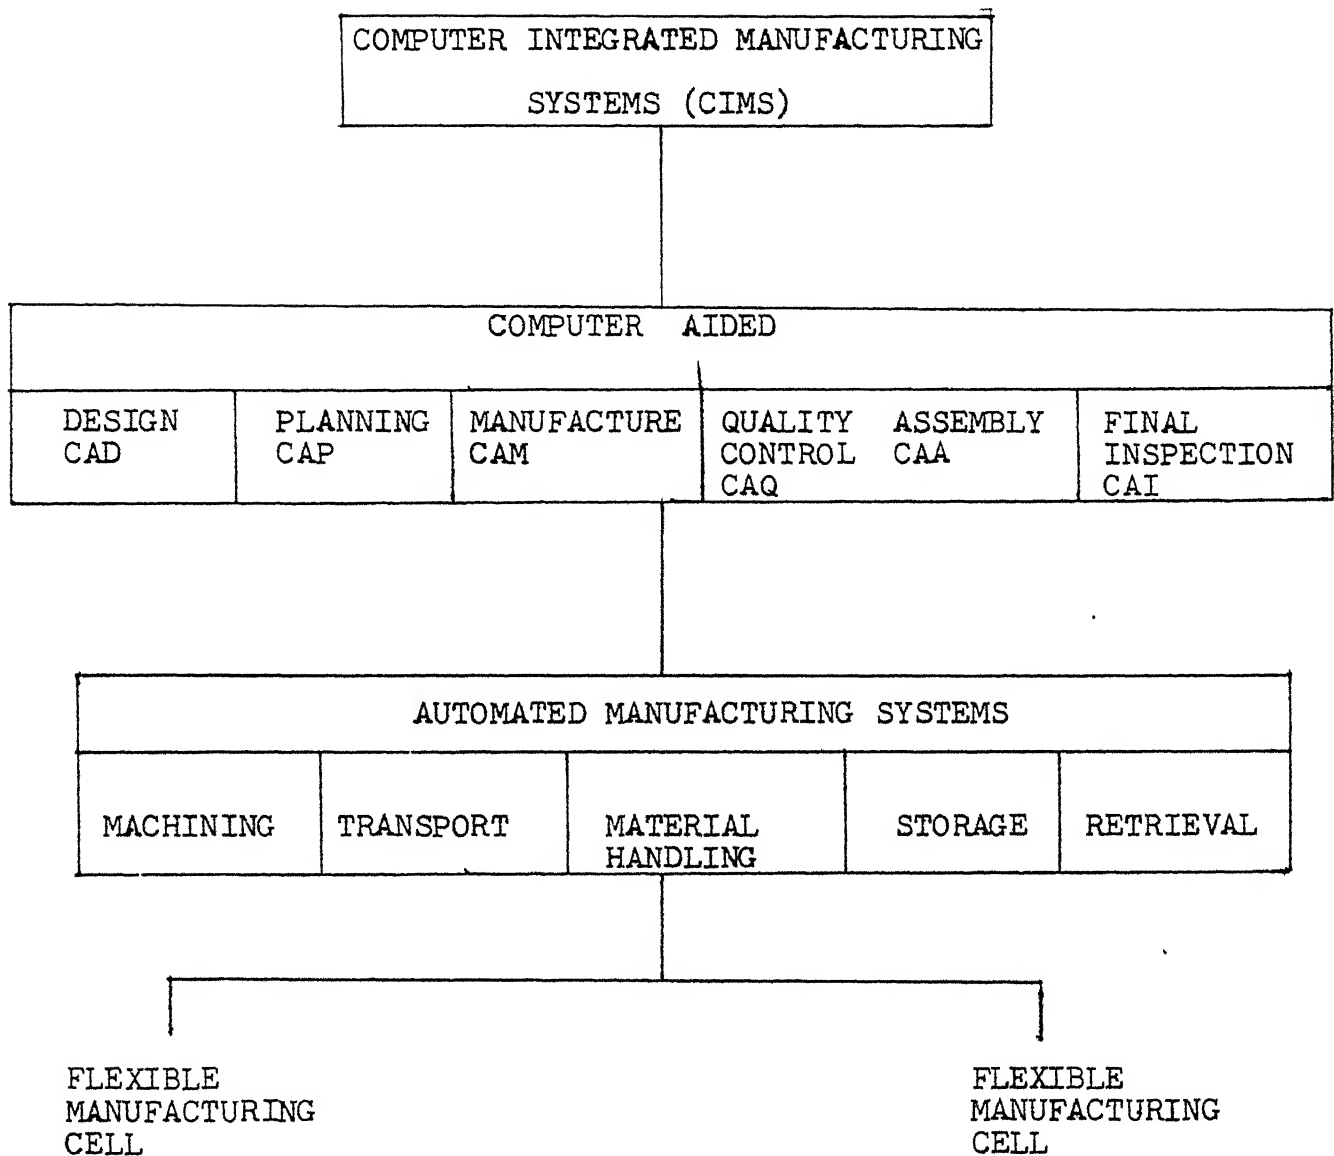 COMPUTER INTEGRATED MANUFACTURING
SYSTEMS (CIMS)
COMPUTER AIDED
DESIGN
CAD
PLANNING
CAP
MANUFACTURE
CAM
QUALITY
CONTROL
CAQ
ASSEMBLY
CAA
FINAL
INSPECTION
CAI
AUTOMATED MANUFACTURING SYSTEMS
MACHINING
TRANSPORT
MATERIAL
HANDLING
STORAGE
RETRIEVAL
FLEXIBLE
MANUFACTURING
CELL
FLEXIBLE
MANUFACTURING
CELL